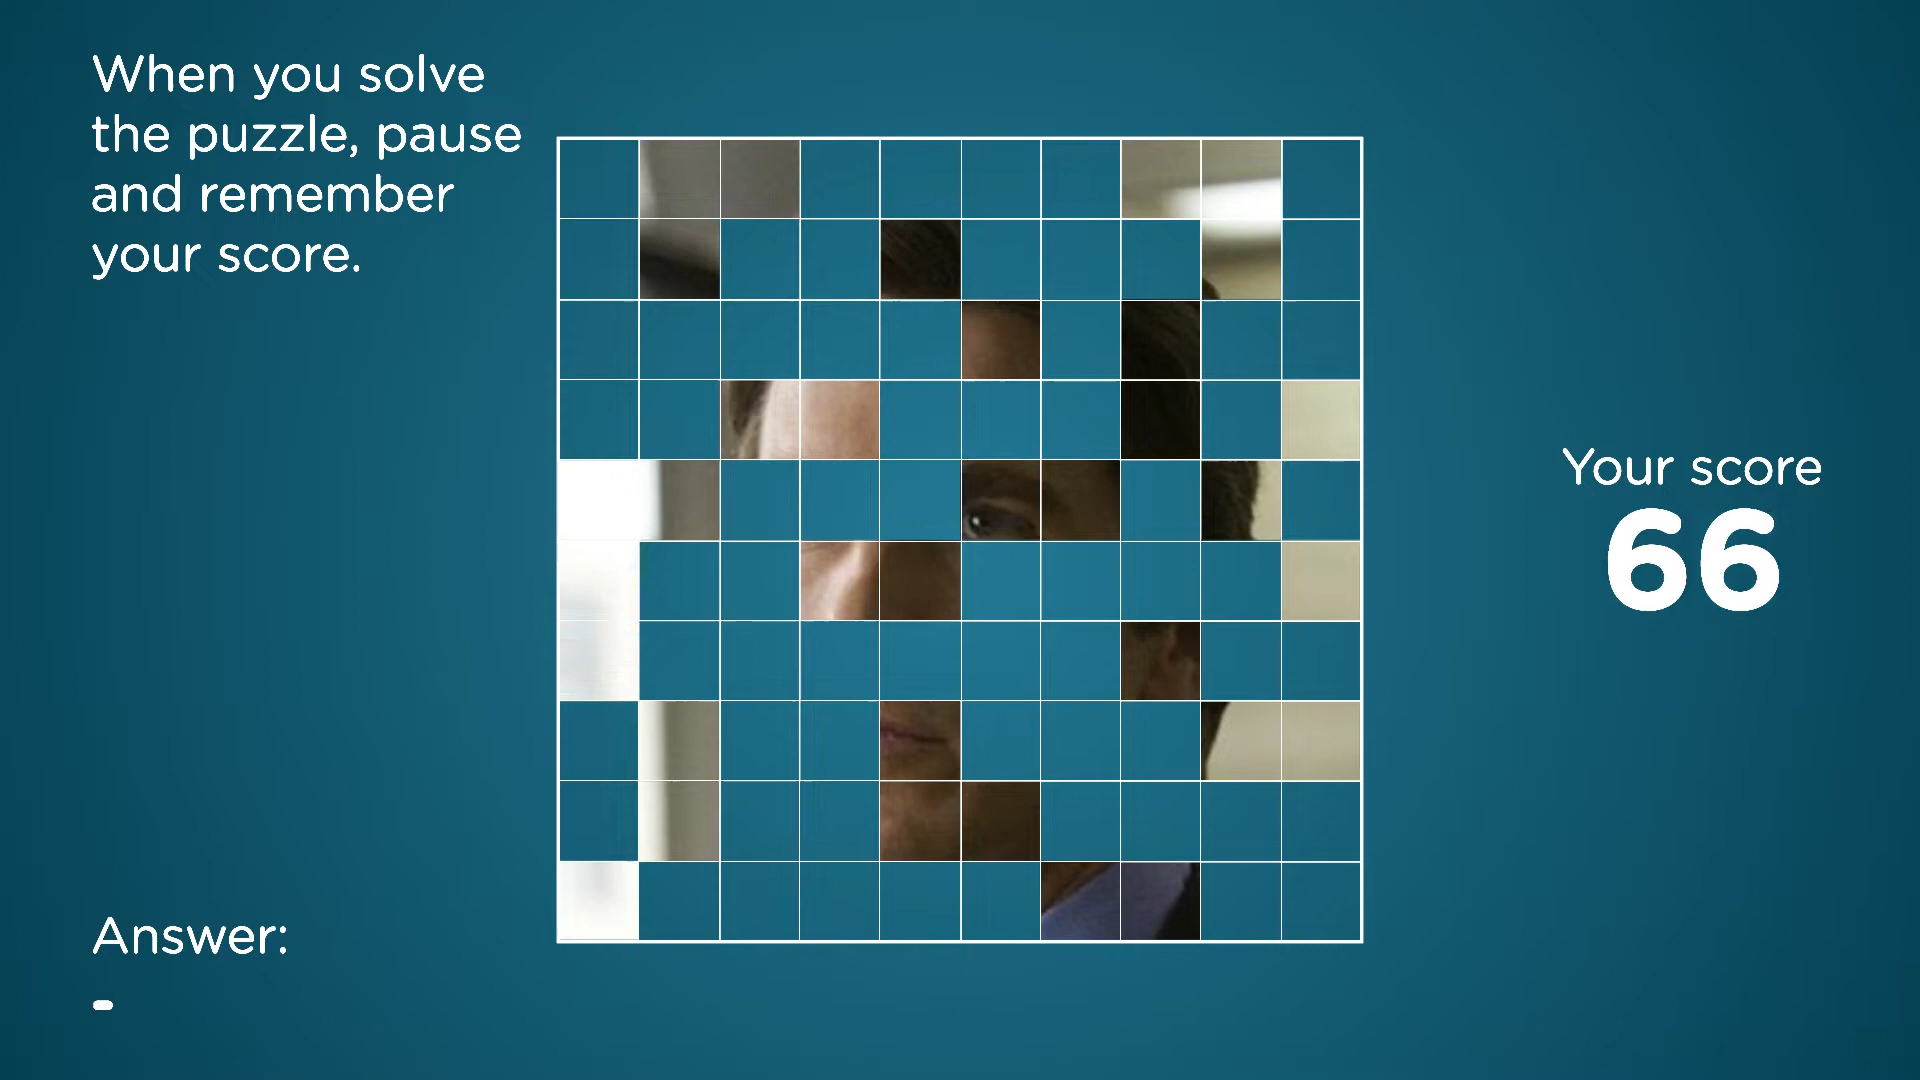 When you solve
the puzzle, pause
and remember
your score.
Your score
66
Answer:
-